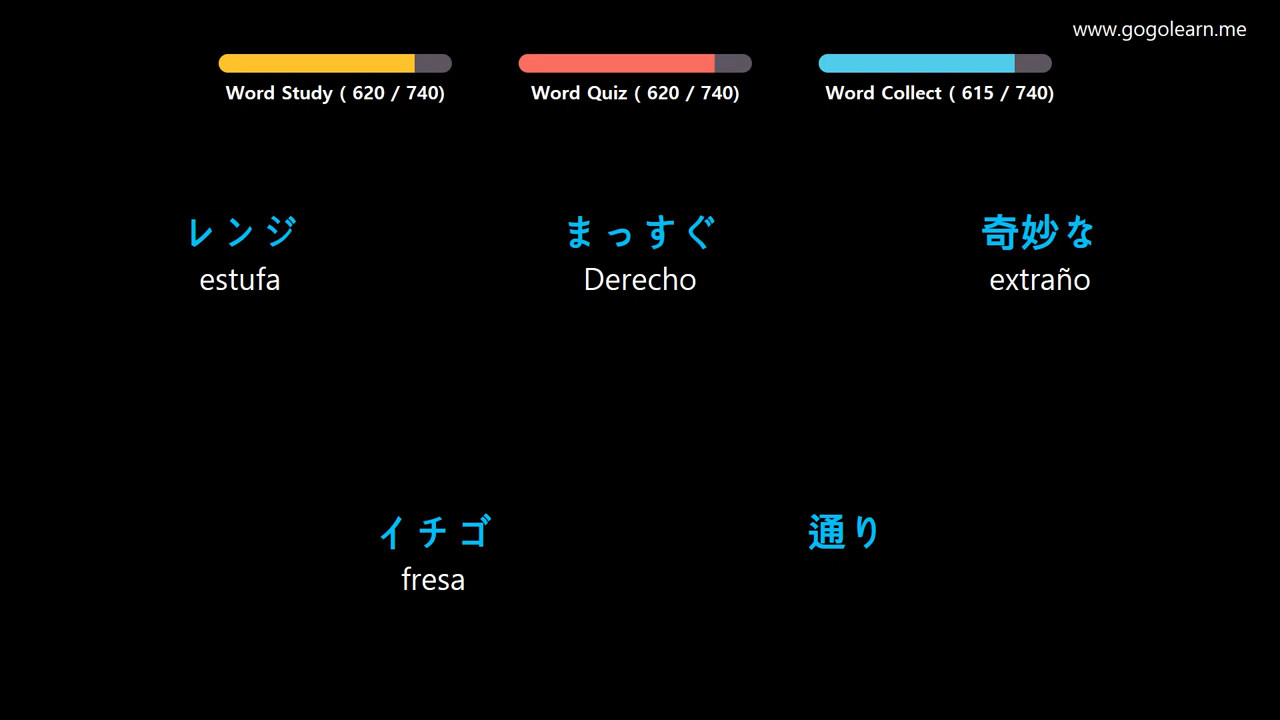 www.gogolearn.me
Word Study ( 620 / 740)
Word Quiz ( 620 / 740)
Word Collect ( 615 / 740)
レンジ
estufa
まっすぐ
Derecho
奇妙な
extraño
イチゴ
fresa
通り